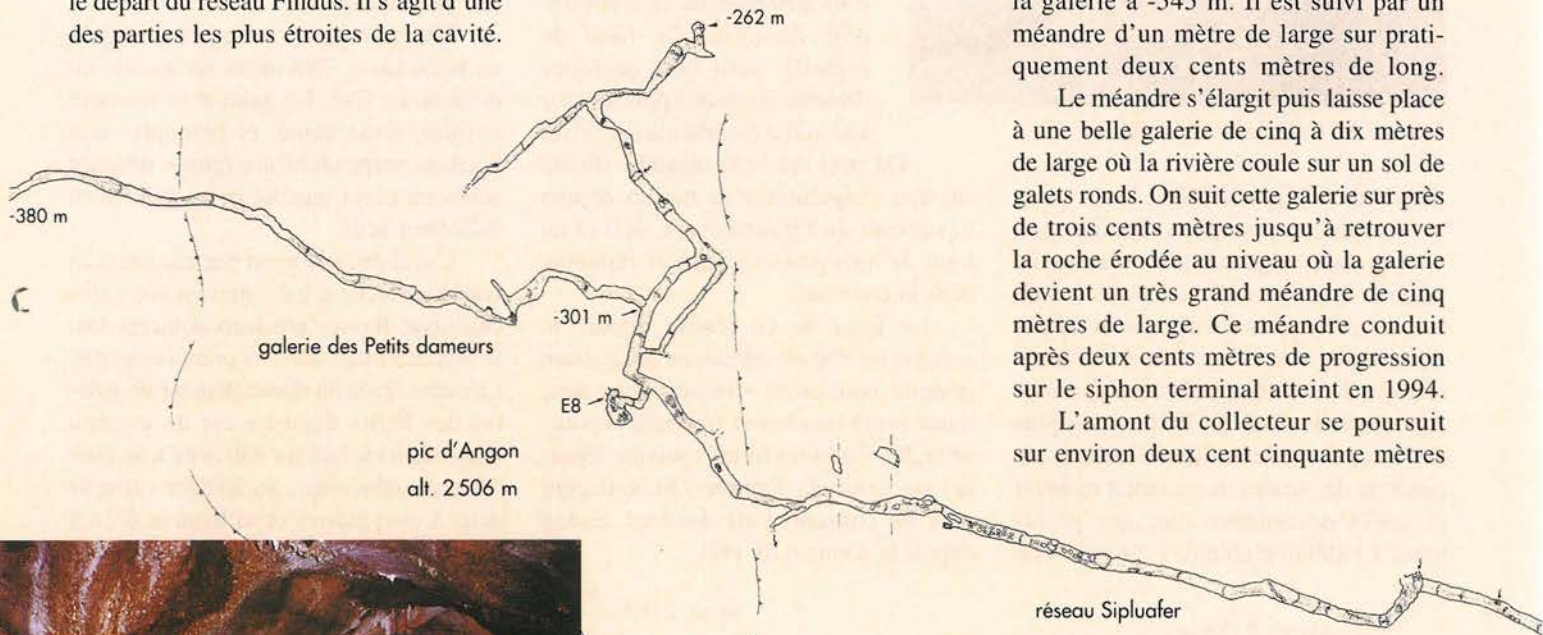 le départ du réseau Findus. Il s'agit d'une
des parties les plus étroites de la cavité.
-262 m
-380 m
galerie des Petits dameurs
-301 m
E8
pic d'Angon
alt. 2506 m
réseau Sipluafer
la galerie à -545 m. Il est suivi par un
méandre d'un mètre de large sur prati-
quement deux cents mètres de long.
Le méandre s'élargit puis laisse place
à une belle galerie de cinq à dix mètres
de large où la rivière coule sur un sol de
galets ronds. On suit cette galerie sur près
de trois cents mètres jusqu'à retrouver
la roche érodée au niveau où la galerie
devient un très grand méandre de cinq
mètres de large. Ce méandre conduit
après deux cents mètres de progression
sur le siphon terminal atteint en 1994.
L'amont du collecteur se poursuit
sur environ deux cent cinquante mètres